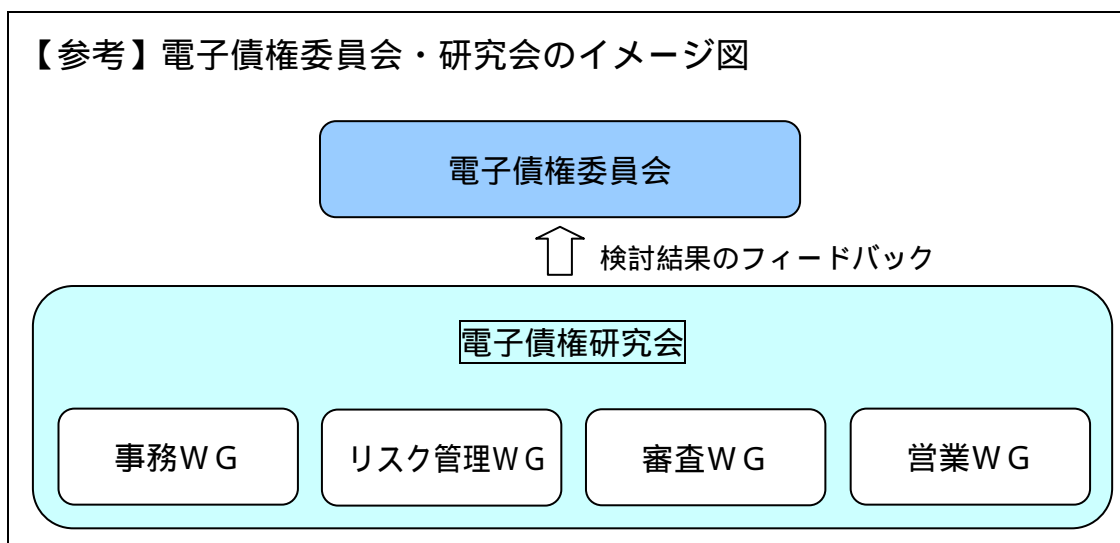 【参考】電子債権委員会・研究会のイメージ図
電子債権委員会
検討結果のフィードバック
電子債権研究会
事務ＷＧ
リスク管理ＷＧ
審査ＷＧ
営業ＷＧ